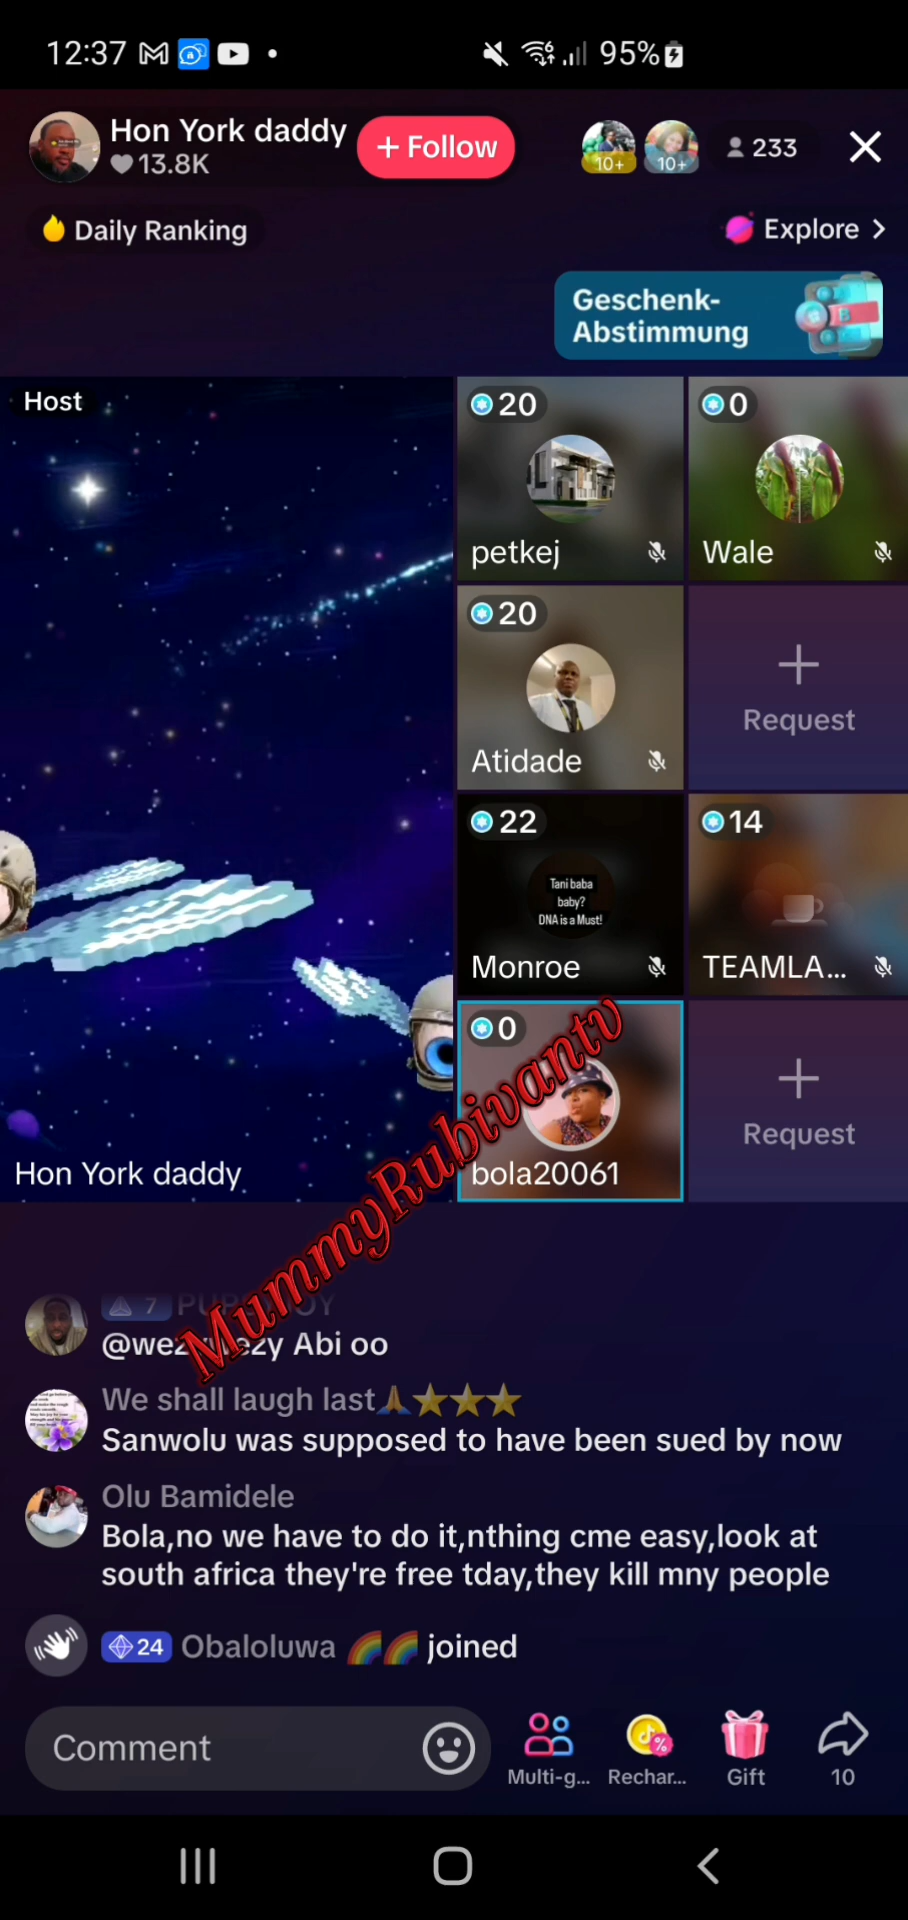 12:37
95%
Hon York daddy
13.8K
+ Follow
10+
10+
233
Daily Ranking
Explore >
Geschenk-
Abstimmung
Host
20
petkej
0
Wale
20
Atidade
Request
22
Tani baba
baby?
DNA is a Must!
Monroe
14
TEAMLA...
0
bola20061
Request
Hon York daddy
MummyRubivantv
7
Abi oo
We shall laugh last🙏⭐⭐⭐
Sanwolu was supposed to have been sued by now
Olu Bamidele
Bola,no we have to do it,nthing cme easy,look at
south africa they're free tday,they kill mny people
24 Obaloluwa 🌈🌈 joined
Comment
Multi-g...
Rechar...
Gift
10